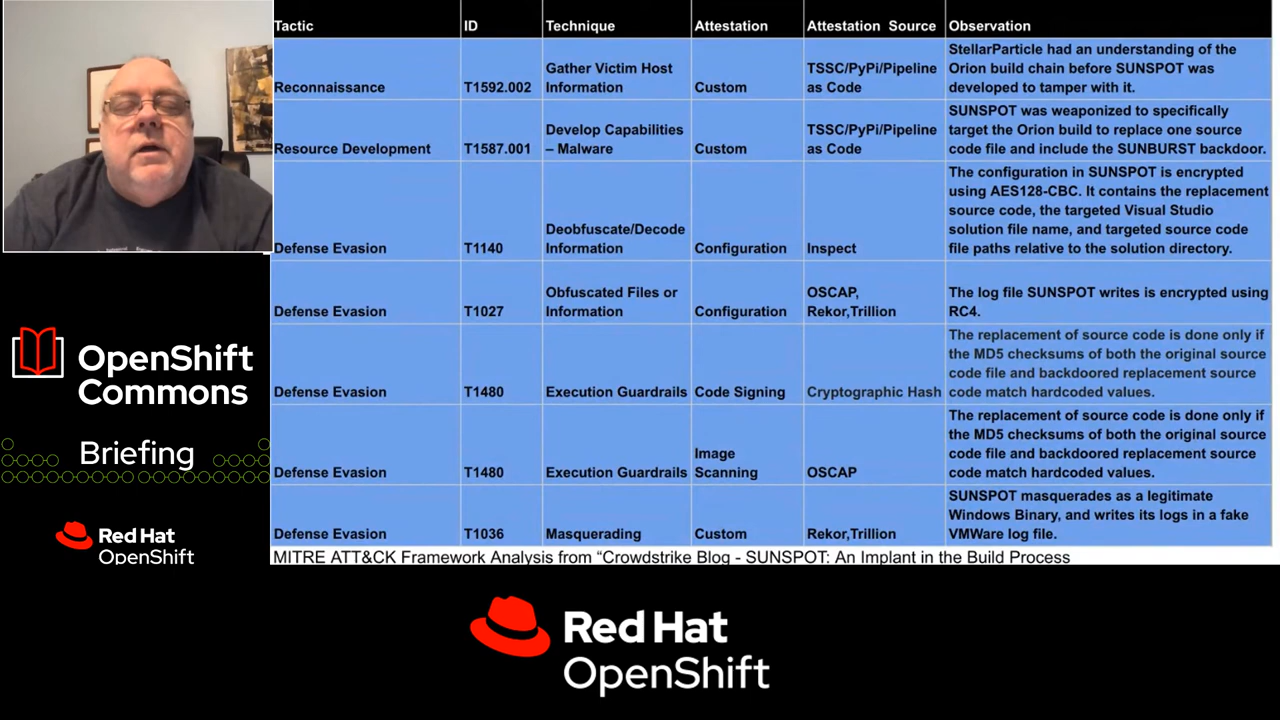 Tactic ID Technique Attestation Attestation Source Observation
Reconnaissance T1592.002 Gather Victim Host
Information Custom TSSC/PyPi/Pipeline
as Code StellarParticle had an understanding of the
Orion build chain before SUNSPOT was
developed to tamper with it.
Resource Development T1587.001 Develop Capabilities
– Malware Custom TSSC/PyPi/Pipeline
as Code SUNSPOT was weaponized to specifically
target the Orion build to replace one source
code file and include the SUNBURST backdoor.
Defense Evasion T1140 Deobfuscate/Decode
Information Configuration Inspect The configuration in SUNSPOT is encrypted
using AES128-CBC. It contains the replacement
source code, the targeted Visual Studio
solution file name, and targeted source code
file paths relative to the solution directory.
Defense Evasion T1027 Obfuscated Files or
Information Configuration OSCAP,
Rekor,Trillion The log file SUNSPOT writes is encrypted using
RC4.
Defense Evasion T1480 Execution Guardrails Code Signing Cryptographic Hash The replacement of source code is done only if
the MD5 checksums of both the original source
code file and backdoored replacement source
code match hardcoded values.
Defense Evasion T1480 Execution Guardrails Image
Scanning OSCAP The replacement of source code is done only if
the MD5 checksums of both the original source
code file and backdoored replacement source
code match hardcoded values.
Defense Evasion T1036 Masquerading Custom Rekor,Trillion SUNSPOT masquerades as a legitimate
Windows Binary, and writes its logs in a fake
VMWare log file.
MITRE ATT&CK Framework Analysis from “Crowdstrike Blog - SUNSPOT: An Implant in the Build Process
OpenShift
Commons
Briefing
Red Hat
OpenShift
Red Hat
OpenShift